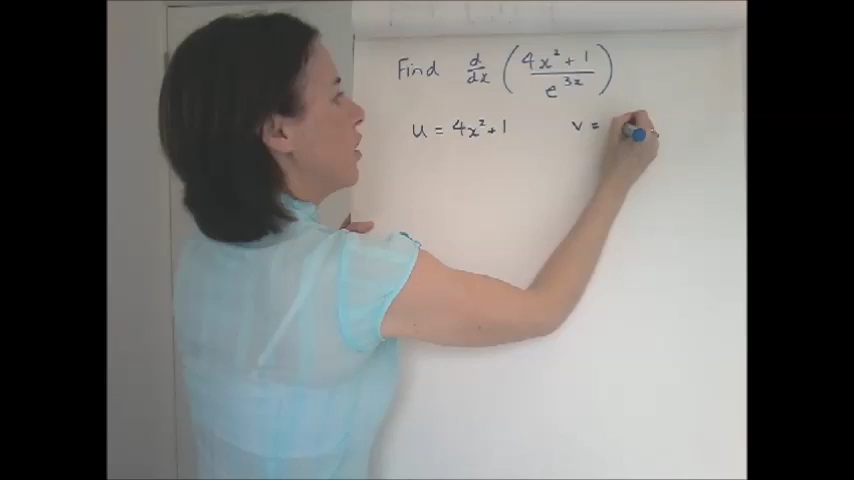 Find d/dx ( (4x² + 1) / e^(3x) )
u = 4x² + 1 v =